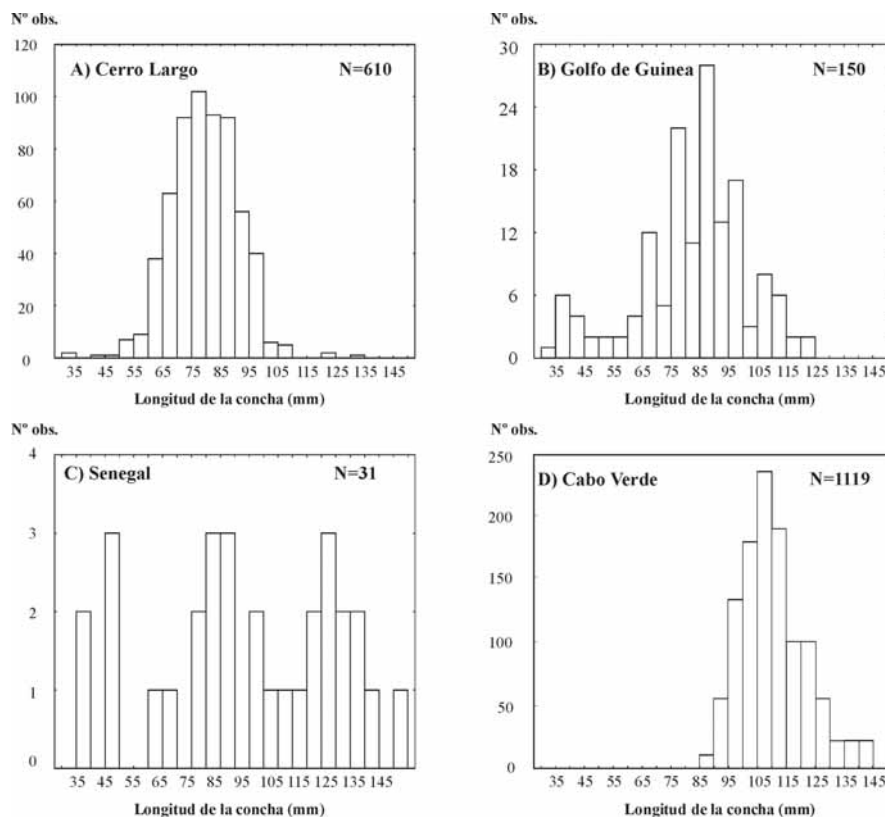 Nº obs.
120
100
80
60
40
20
0
A) Cerro Largo N=610
35 45 55 65 75 85 95 105 115 125 135 145
Longitud de la concha (mm)
Nº obs.
30
24
18
12
6
0
B) Golfo de Guinea N=150
35 45 55 65 75 85 95 105 115 125 135 145
Longitud de la concha (mm)
Nº obs.
4
3
2
1
0
C) Senegal N=31
35 45 55 65 75 85 95 105 115 125 135 145
Longitud de la concha (mm)
Nº obs.
250
200
150
100
50
0
D) Cabo Verde N=1119
35 45 55 65 75 85 95 105 115 125 135 145
Longitud de la concha (mm)